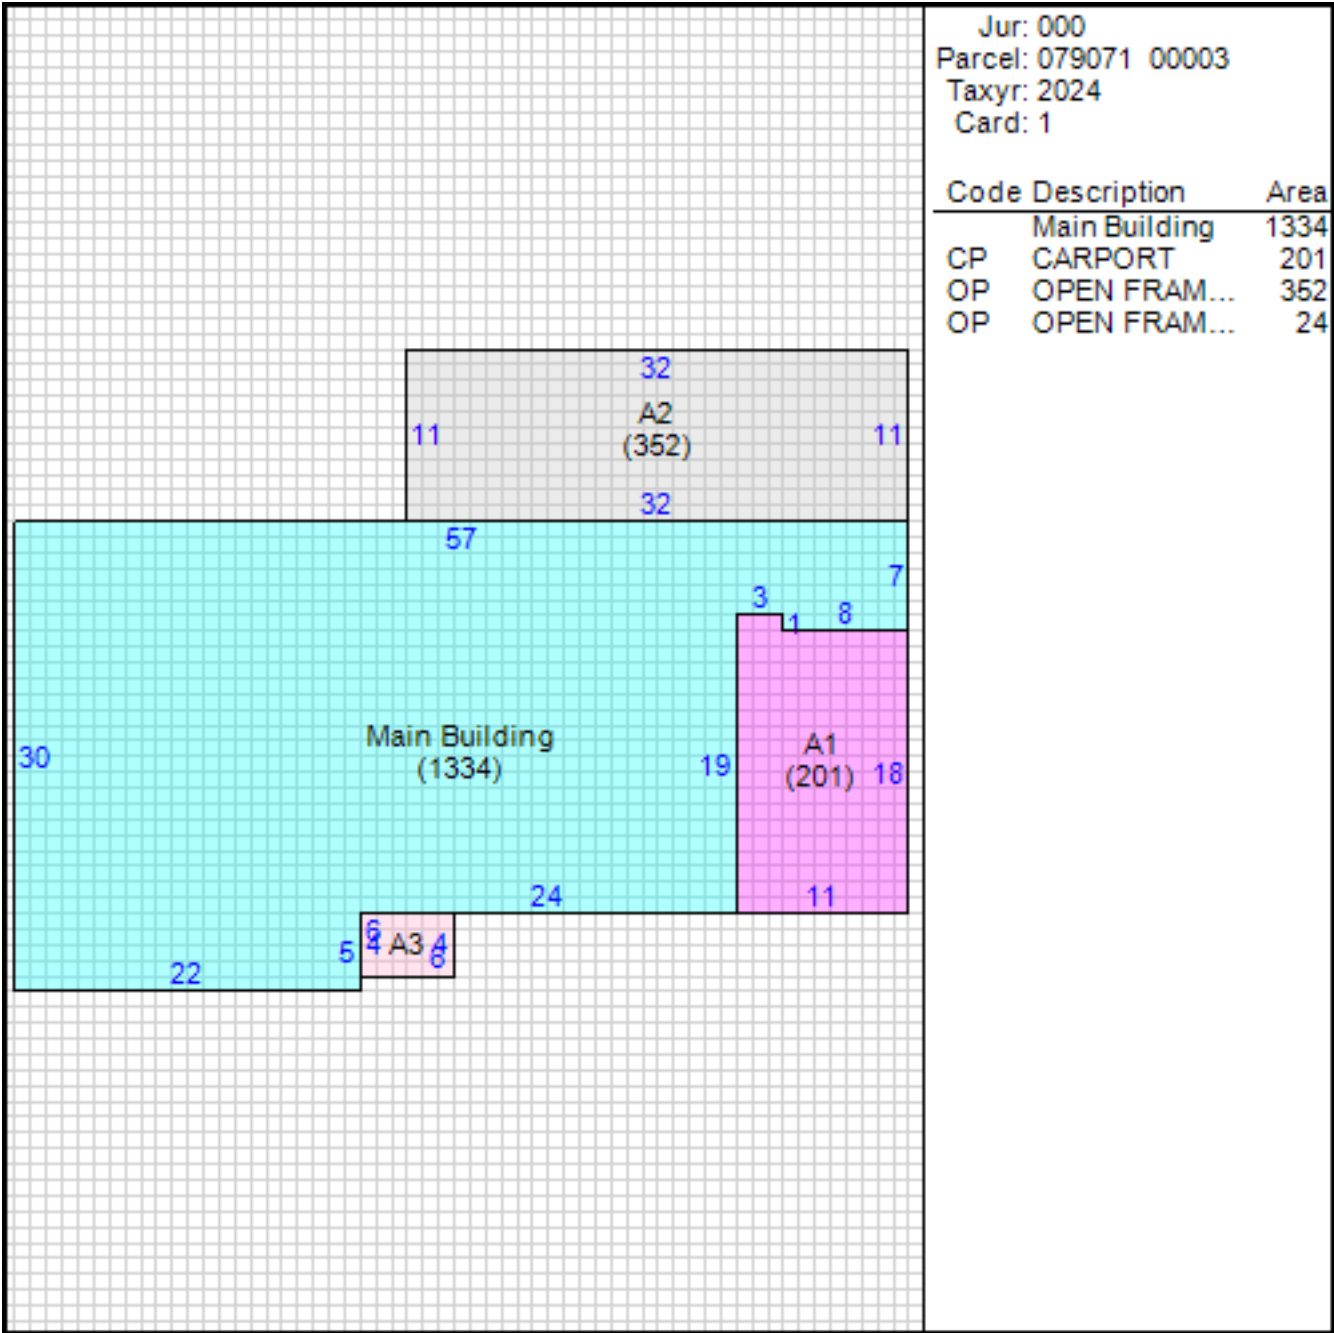 Jur: 000
Parcel: 079071 00003
Taxyr: 2024
Card: 1
Code Description Area
Main Building 1334
CP CARPORT 201
OP OPEN FRAM... 352
OP OPEN FRAM... 24
32
A2
11 (352) 11
32
57
7
3
1 8
Main Building
(1334)
30
19
A1
(201) 18
24
11
6
4 A3 4
6
5
22